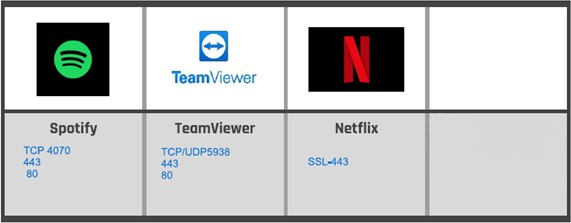 TeamViewer
N
Spotify
TeamViewer
Netflix
TCP 4070
443
80
TCP/UDP5938
443
80
SSL-443